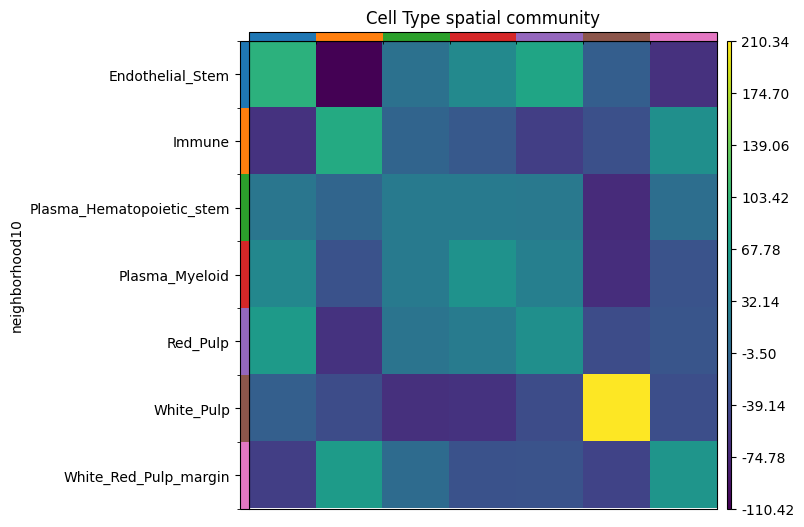 Cell Type spatial community
Endothelial_Stem
Immune
Plasma_Hematopoietic_stem
Plasma_Myeloid
Red_Pulp
White_Pulp
White_Red_Pulp_margin
neighborhood10
210.34
174.70
139.06
103.42
67.78
32.14
-3.50
-39.14
-74.78
-110.42